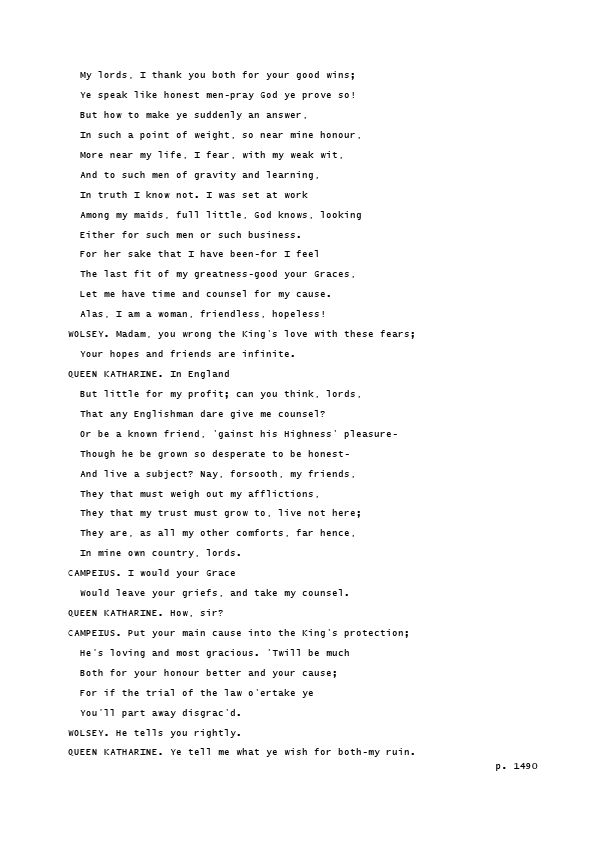 My lords, I thank you both for your good wins;
Ye speak like honest men-pray God ye prove so!
But how to make ye suddenly an answer,
In such a point of weight, so near mine honour,
More near my life, I fear, with my weak wit,
And to such men of gravity and learning,
In truth I know not. I was set at work
Among my maids, full little, God knows, looking
Either for such men or such business.
For her sake that I have been-for I feel
The last fit of my greatness-good your Graces,
Let me have time and counsel for my cause.
Alas, I am a woman, friendless, hopeless!
WOLSEY. Madam, you wrong the King's love with these fears;
Your hopes and friends are infinite.
QUEEN KATHARINE. In England
But little for my profit; can you think, lords,
That any Englishman dare give me counsel?
Or be a known friend, 'gainst his Highness' pleasure-
Though he be grown so desperate to be honest-
And live a subject? Nay, forsooth, my friends,
They that must weigh out my afflictions,
They that my trust must grow to, live not here;
They are, as all my other comforts, far hence,
In mine own country, lords.
CAMPEIUS. I would your Grace
Would leave your griefs, and take my counsel.
QUEEN KATHARINE. How, sir?
CAMPEIUS. Put your main cause into the King's protection;
He's loving and most gracious. 'Twill be much
Both for your honour better and your cause;
For if the trial of the law o'ertake ye
You'll part away disgrac'd.
WOLSEY. He tells you rightly.
QUEEN KATHARINE. Ye tell me what ye wish for both-my ruin.
p. 1490